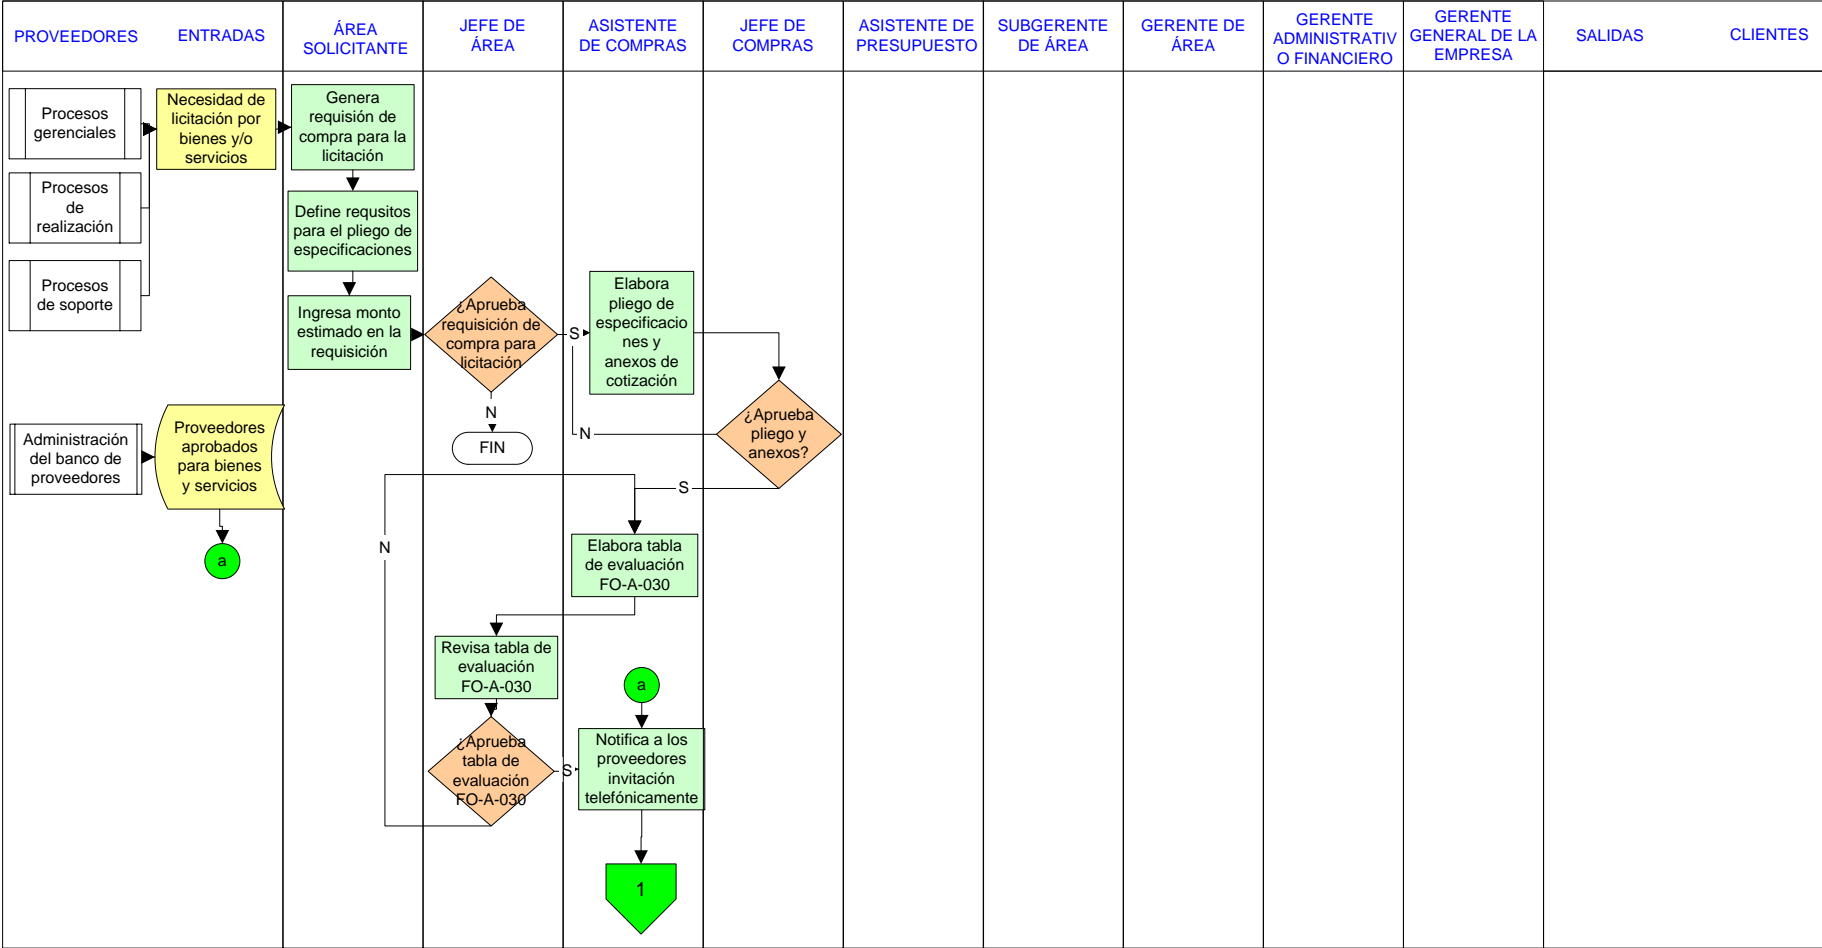 PROVEEDORES
ENTRADAS
ÁREA
SOLICITANTE
JEFE DE
ÁREA
ASISTENTE
DE COMPRAS
JEFE DE
COMPRAS
ASISTENTE DE
PRESUPUESTO
SUBGERENTE
DE ÁREA
GERENTE DE
ÁREA
GERENTE
ADMINISTRATIV
O FINANCIERO
GERENTE
GENERAL DE LA
EMPRESA
SALIDAS
CLIENTES
Procesos
gerenciales
Necesidad de
licitación por
bienes y/o
servicios
Genera
requisión de
compra para la
licitación
Procesos
de
realización
Define requsitos
para el pliego de
especificaciones
Procesos
de soporte
Ingresa monto
estimado en la
requisición
¿Aprueba
requisición de
compra para
licitación
S
Elabora
pliego de
especificacio
nes y
anexos de
cotización
N
FIN
¿Aprueba
pliego y
anexos?
N
S
Administración
del banco de
proveedores
Proveedores
aprobados
para bienes
y servicios
a
N
Elabora tabla
de evaluación
FO-A-030
Revisa tabla de
evaluación
FO-A-030
a
¿Aprueba
tabla de
evaluación
FO-A-030
S
Notifica a los
proveedores
invitación
telefónicamente
1